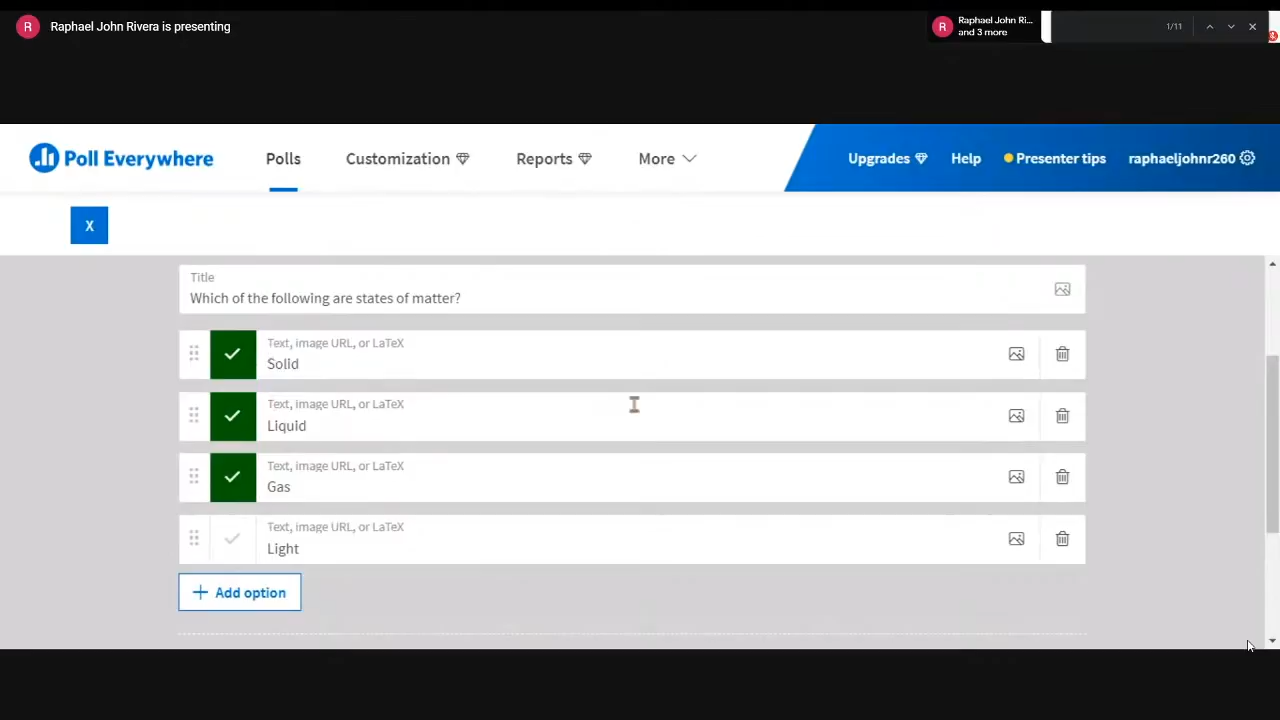 R Raphael John Rivera is presenting
R Raphael John Ri...
and 3 more
1/11
Poll Everywhere
Polls
Customization
Reports
More
Upgrades
Help
Presenter tips
raphaeljohnr260
X
Title
Which of the following are states of matter?
Text, image URL, or LaTeX
Solid
Text, image URL, or LaTeX
Liquid
Text, image URL, or LaTeX
Gas
Text, image URL, or LaTeX
Light
Add option